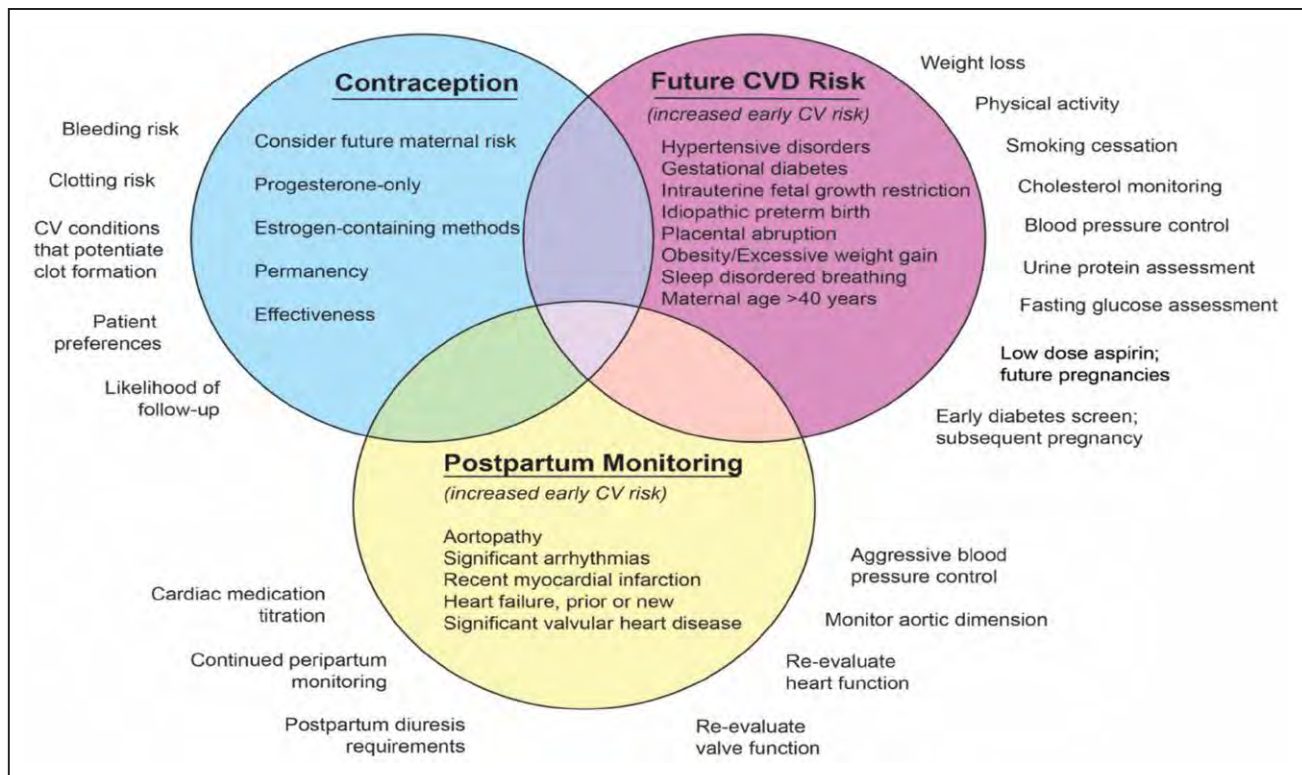 Contraception
Consider future maternal risk
Progesterone-only
Estrogen-containing methods
Permanency
Effectiveness
Bleeding risk
Clotting risk
CV conditions
that potentiate
clot formation
Patient
preferences
Likelihood of
follow-up
Future CVD Risk
(increased early CV risk)
Hypertensive disorders
Gestational diabetes
Intrauterine fetal growth restriction
Idiopathic preterm birth
Placental abruption
Obesity/Excessive weight gain
Sleep disordered breathing
Maternal age >40 years
Weight loss
Physical activity
Smoking cessation
Cholesterol monitoring
Blood pressure control
Urine protein assessment
Fasting glucose assessment
Low dose aspirin;
future pregnancies
Early diabetes screen;
subsequent pregnancy
Postpartum Monitoring
(increased early CV risk)
Aortopathy
Significant arrhythmias
Recent myocardial infarction
Heart failure, prior or new
Significant valvular heart disease
Cardiac medication
titration
Continued peripartum
monitoring
Postpartum diuresis
requirements
Aggressive blood
pressure control
Monitor aortic dimension
Re-evaluate
heart function
Re-evaluate
valve function